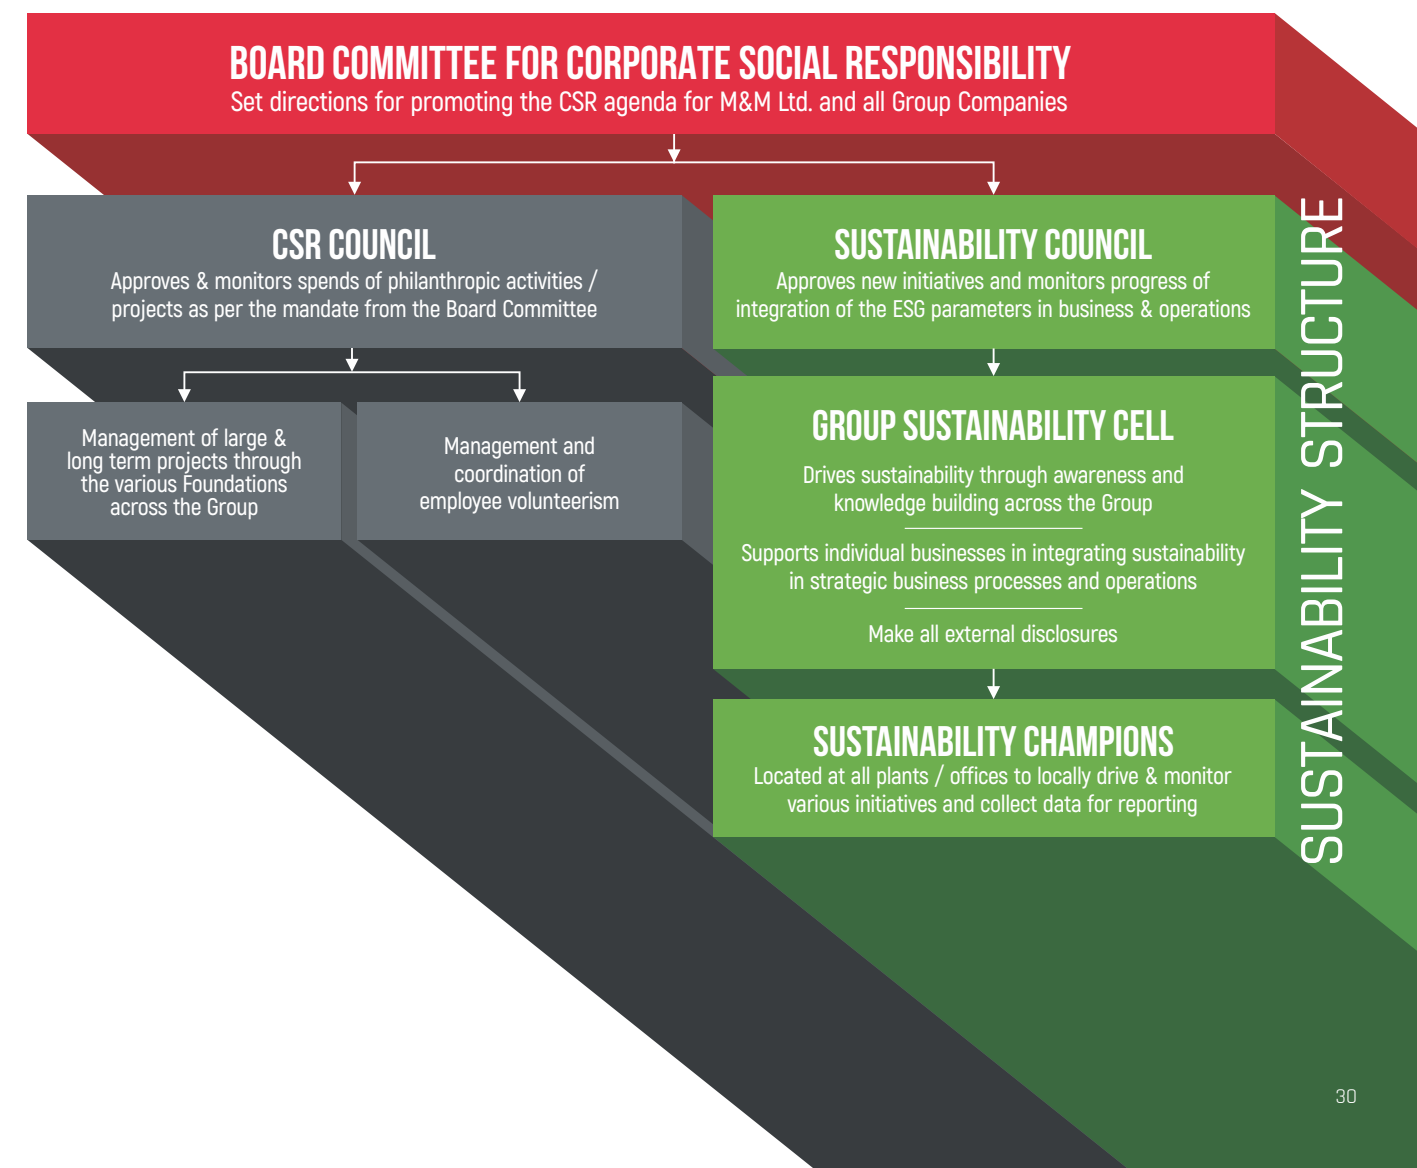 BOARD COMMITTEE FOR CORPORATE SOCIAL RESPONSIBILITY
Set directions for promoting the CSR agenda for M&M Ltd. and all Group Companies
CSR COUNCIL
Approves & monitors spends of philanthropic activities /
projects as per the mandate from the Board Committee
Management of large &
long term projects through
the various Foundations
across the Group
Management and
coordination of
employee volunteerism
SUSTAINABILITY COUNCIL
Approves new initiatives and monitors progress of
integration of the ESG parameters in business & operations
GROUP SUSTAINABILITY CELL
Drives sustainability through awareness and
knowledge building across the Group
Supports individual businesses in integrating sustainability
in strategic business processes and operations
Make all external disclosures
SUSTAINABILITY CHAMPIONS
Located at all plants / offices to locally drive & monitor
various initiatives and collect data for reporting
SUSTAINABILITY STRUCTURE
30